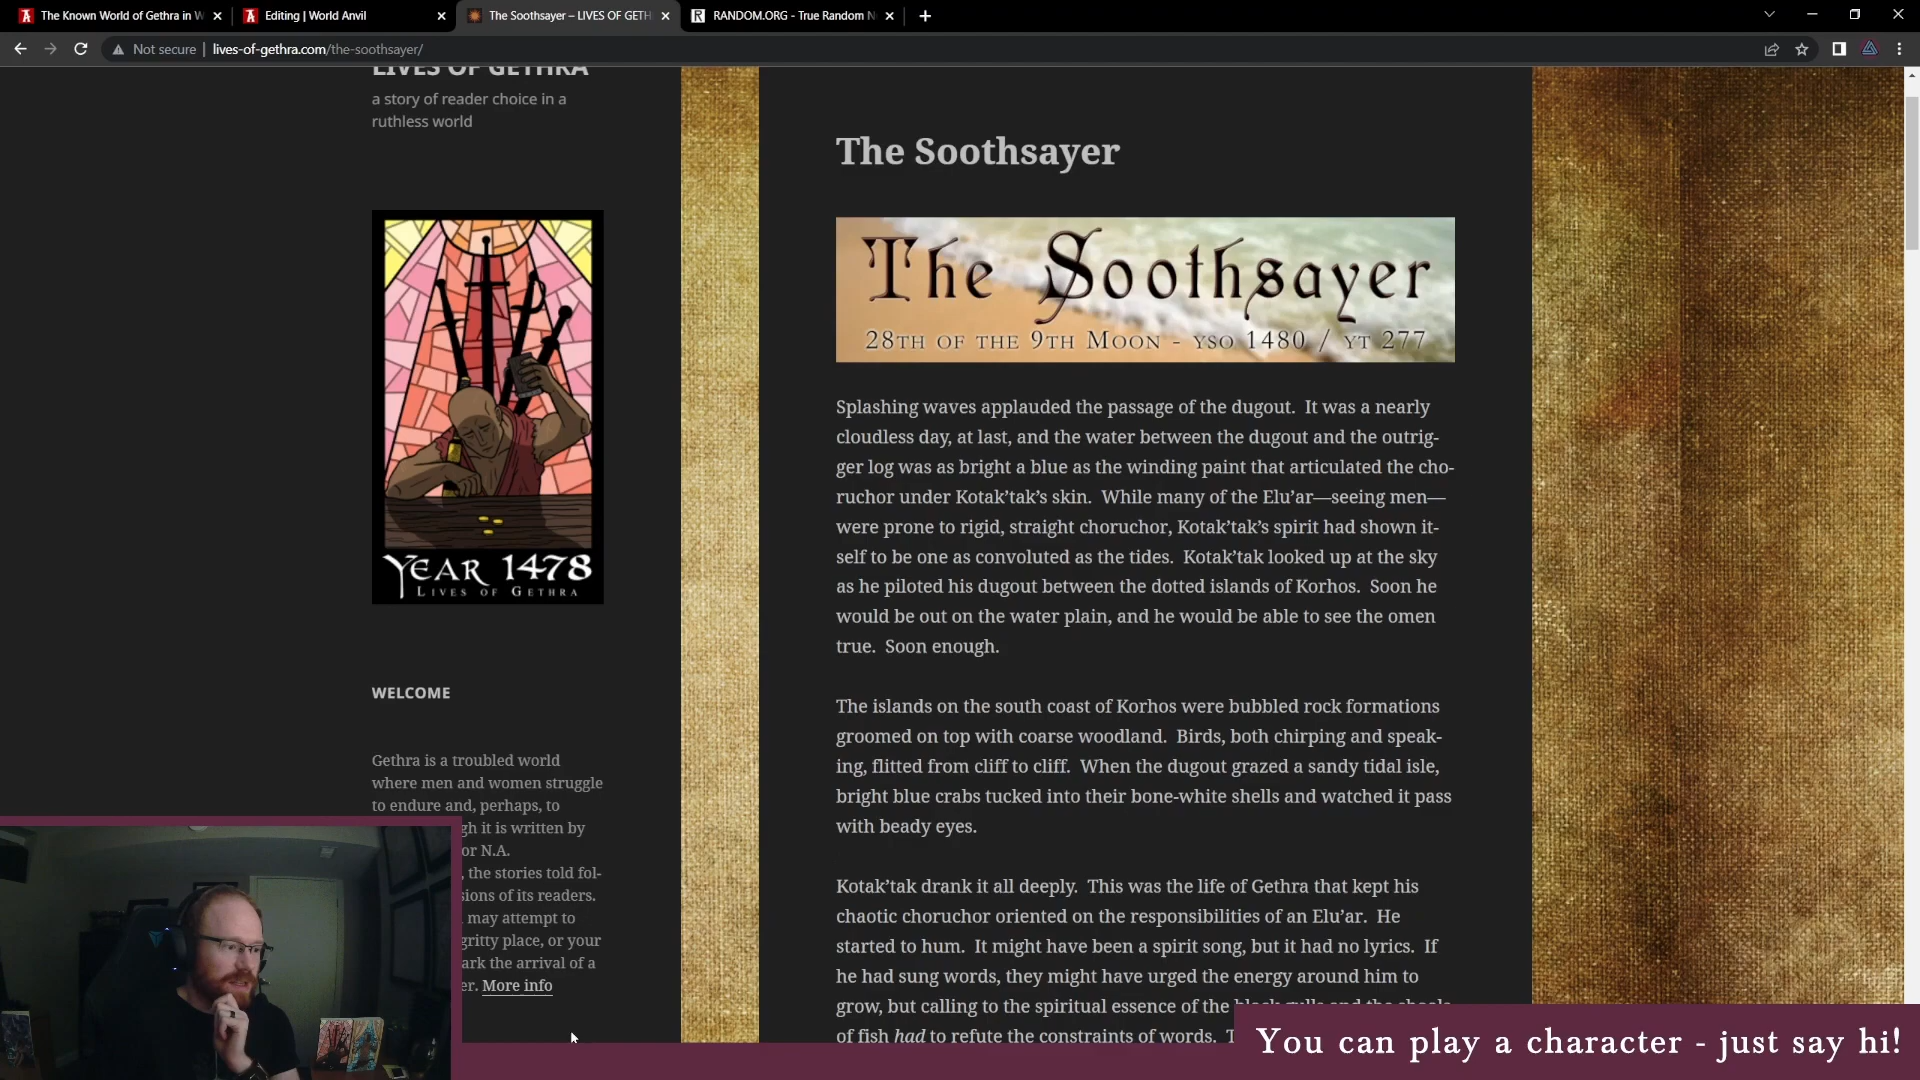 The Known World of Gethra in W
Editing | World Anvil
The Soothsayer – LIVES OF GETH
RANDOM.ORG - True Random N
Not secure
lives-of-gethra.com/the-soothsayer/
LIVES OF GETHRA
a story of reader choice in a
ruthless world
YEAR 1478
LIVES OF GETHRA
WELCOME
Gethra is a troubled world
where men and women struggle
to endure and, perhaps, to
gh it is written by
or N.A.
, the stories told fol-
sions of its readers.
may attempt to
gritty place, or your
ark the arrival of a
er. More info
The Soothsayer
The Soothsayer
28TH OF THE 9TH MOON - YSO 1480 / YT 277
Splashing waves applauded the passage of the dugout.  It was a nearly
cloudless day, at last, and the water between the dugout and the outrig-
ger log was as bright a blue as the winding paint that articulated the cho-
ruchor under Kotak’tak’s skin.  While many of the Elu’ar—seeing men—
were prone to rigid, straight choruchor, Kotak’tak’s spirit had shown it-
self to be one as convoluted as the tides.  Kotak’tak looked up at the sky
as he piloted his dugout between the dotted islands of Korhos.  Soon he
would be out on the water plain, and he would be able to see the omen
true.  Soon enough.
The islands on the south coast of Korhos were bubbled rock formations
groomed on top with coarse woodland.  Birds, both chirping and speak-
ing, flitted from cliff to cliff.  When the dugout grazed a sandy tidal isle,
bright blue crabs tucked into their bone-white shells and watched it pass
with beady eyes.
Kotak’tak drank it all deeply.  This was the life of Gethra that kept his
chaotic choruchor oriented on the responsibilities of an Elu’ar.  He
started to hum.  It might have been a spirit song, but it had no lyrics.  If
he had sung words, they might have urged the energy around him to
grow, but calling to the spiritual essence of the black gulls and the shoals
of fish had to refute the constraints of words.
You can play a character - just say hi!